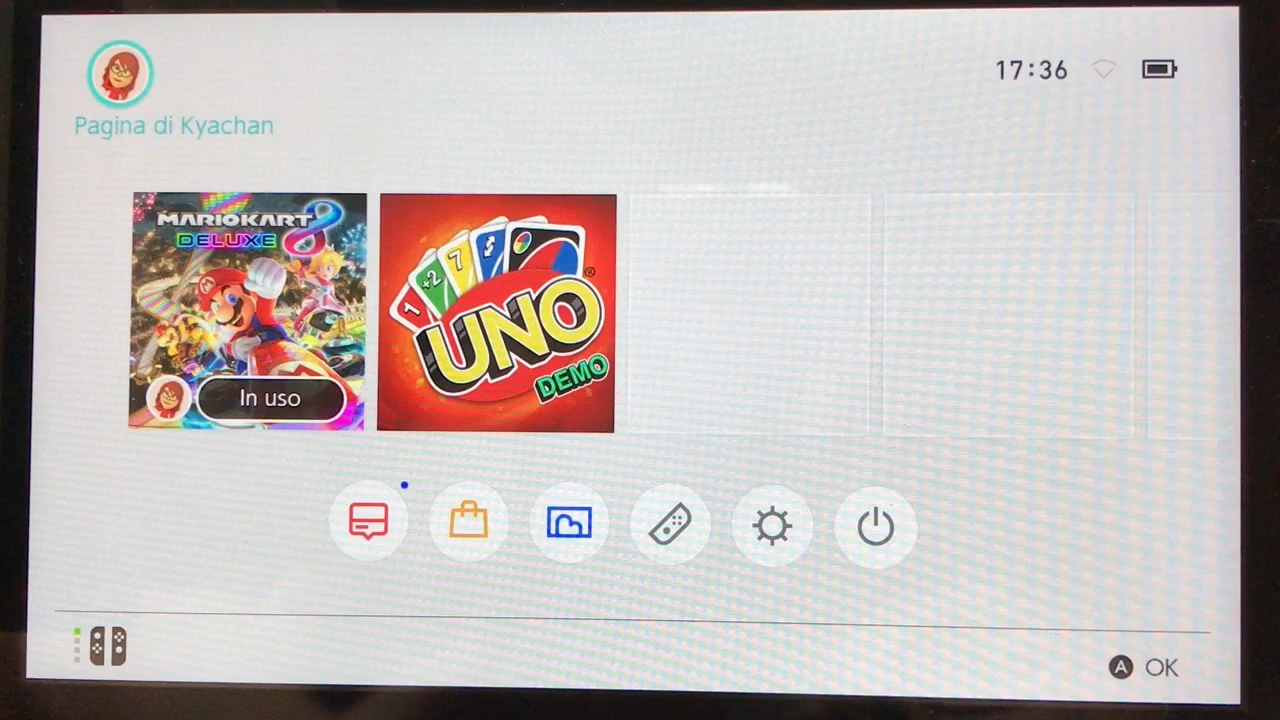 17:36
Pagina di Kyachan
MARIOKART 8
DELUXE
M
In uso
1 +2 7
UNO ®
DEMO
A OK